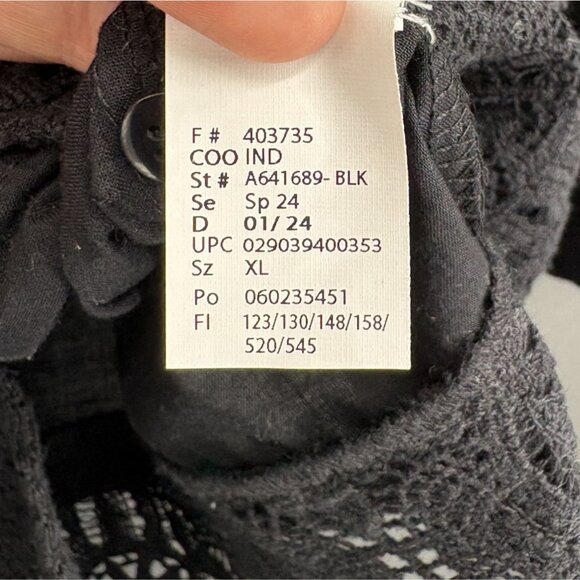 F # 403735
COO IND
St # A641689- BLK
Se Sp 24
D 01/ 24
UPC 029039400353
Sz XL
Po 060235451
Fl 123/130/148/158/
520/545